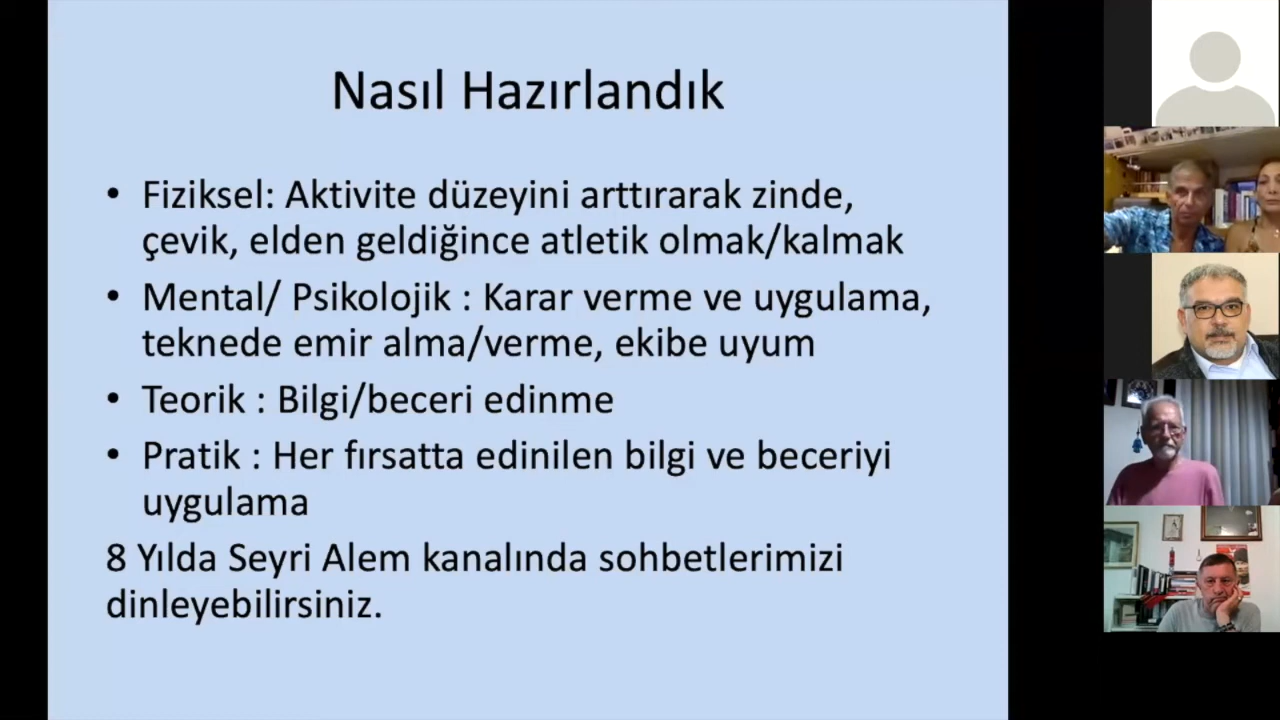 Nasıl Hazırlandık
• Fiziksel: Aktivite düzeyini arttırarak zinde,
çevik, elden geldiğince atletik olmak/kalmak
• Mental/ Psikolojik : Karar verme ve uygulama,
teknede emir alma/verme, ekibe uyum
• Teorik : Bilgi/beceri edinme
• Pratik : Her fırsatta edinilen bilgi ve beceriyi
uygulama
8 Yılda Seyri Alem kanalında sohbetlerimizi
dinleyebilirsiniz.